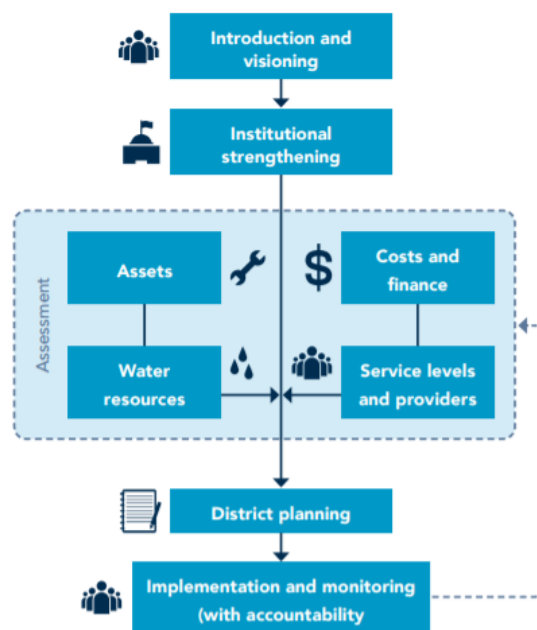 Introduction and
visioning
Institutional
strengthening
Assessment
Assets
$
Costs and
finance
Water
resources
Service levels
and providers
District planning
Implementation and monitoring
(with accountability